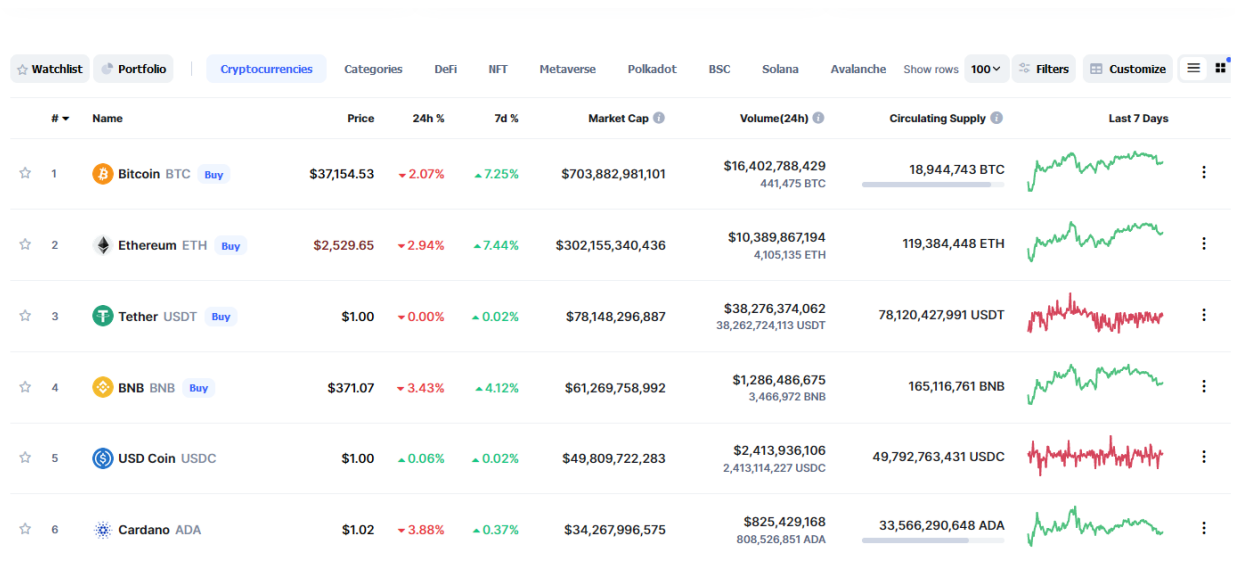 Watchlist Portfolio Cryptocurrencies Categories DeFi NFT Metaverse Polkadot BSC Solana Avalanche Show rows 100 Filters Customize
# Name Price 24h % 7d % Market Cap Volume(24h) Circulating Supply Last 7 Days
1 Bitcoin BTC Buy $37,154.53 2.07% 7.25% $703,882,981,101 $16,402,788,429 18,944,743 BTC
441,475 BTC
2 Ethereum ETH Buy $2,529.65 2.94% 7.44% $302,155,340,436 $10,389,867,194 119,384,448 ETH
4,105,135 ETH
3 Tether USDT Buy $1.00 0.00% 0.02% $78,148,296,887 $38,276,374,062 78,120,427,991 USDT
38,262,724,113 USDT
4 BNB BNB Buy $371.07 3.43% 4.12% $61,269,758,992 $1,286,486,675 165,116,761 BNB
3,466,972 BNB
5 USD Coin USDC $1.00 0.06% 0.02% $49,809,722,283 $2,413,936,106 49,792,763,431 USDC
2,413,114,227 USDC
6 Cardano ADA $1.02 3.88% 0.37% $34,267,996,575 $825,429,168 33,566,290,648 ADA
808,526,851 ADA